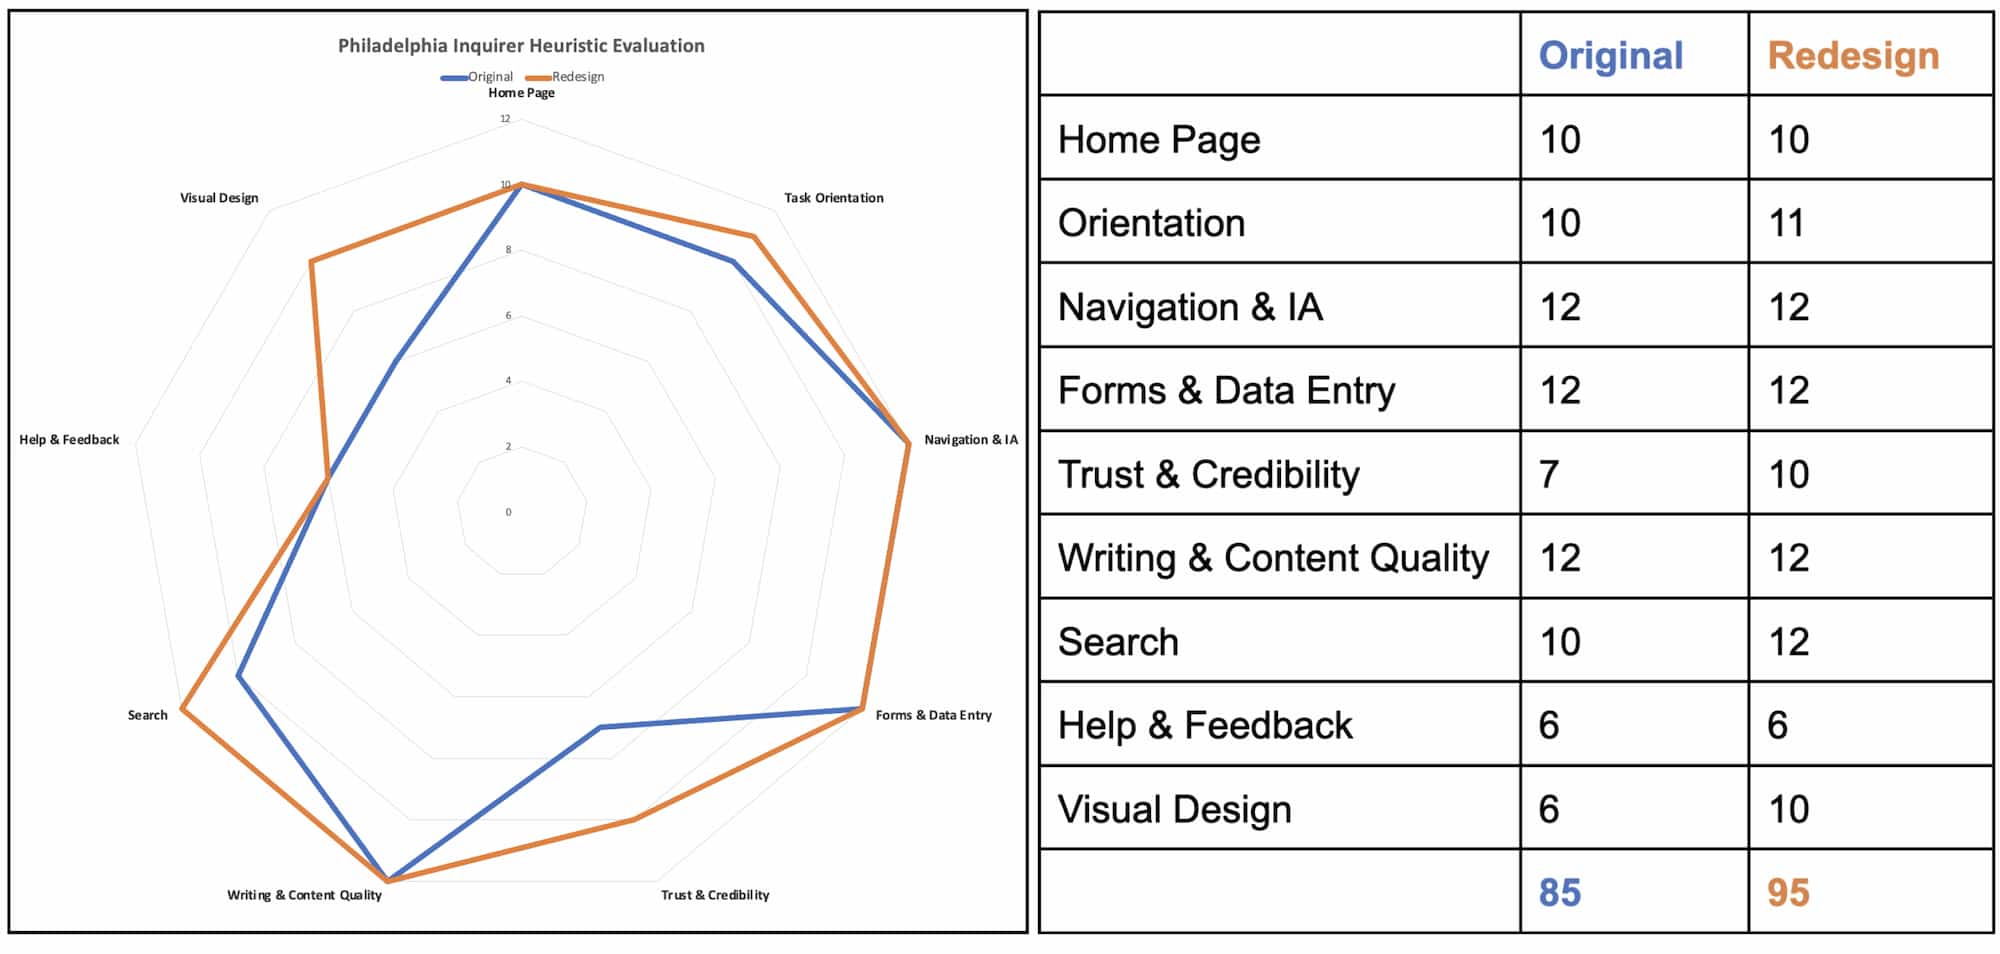 Philadelphia Inquirer Heuristic Evaluation
Original Redesign
Home Page
12
10
8
6
4
2
0
Task Orientation
Navigation & IA
Forms & Data Entry
Trust & Credibility
Writing & Content Quality
Search
Help & Feedback
Visual Design
Original Redesign
Home Page 10 10
Orientation 10 11
Navigation & IA 12 12
Forms & Data Entry 12 12
Trust & Credibility 7 10
Writing & Content Quality 12 12
Search 10 12
Help & Feedback 6 6
Visual Design 6 10
85 95